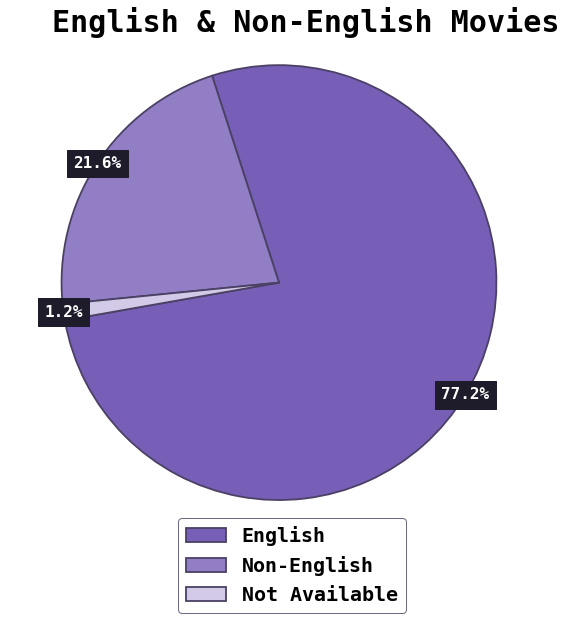 English & Non-English Movies
21.6%
1.2%
77.2%
English
Non-English
Not Available